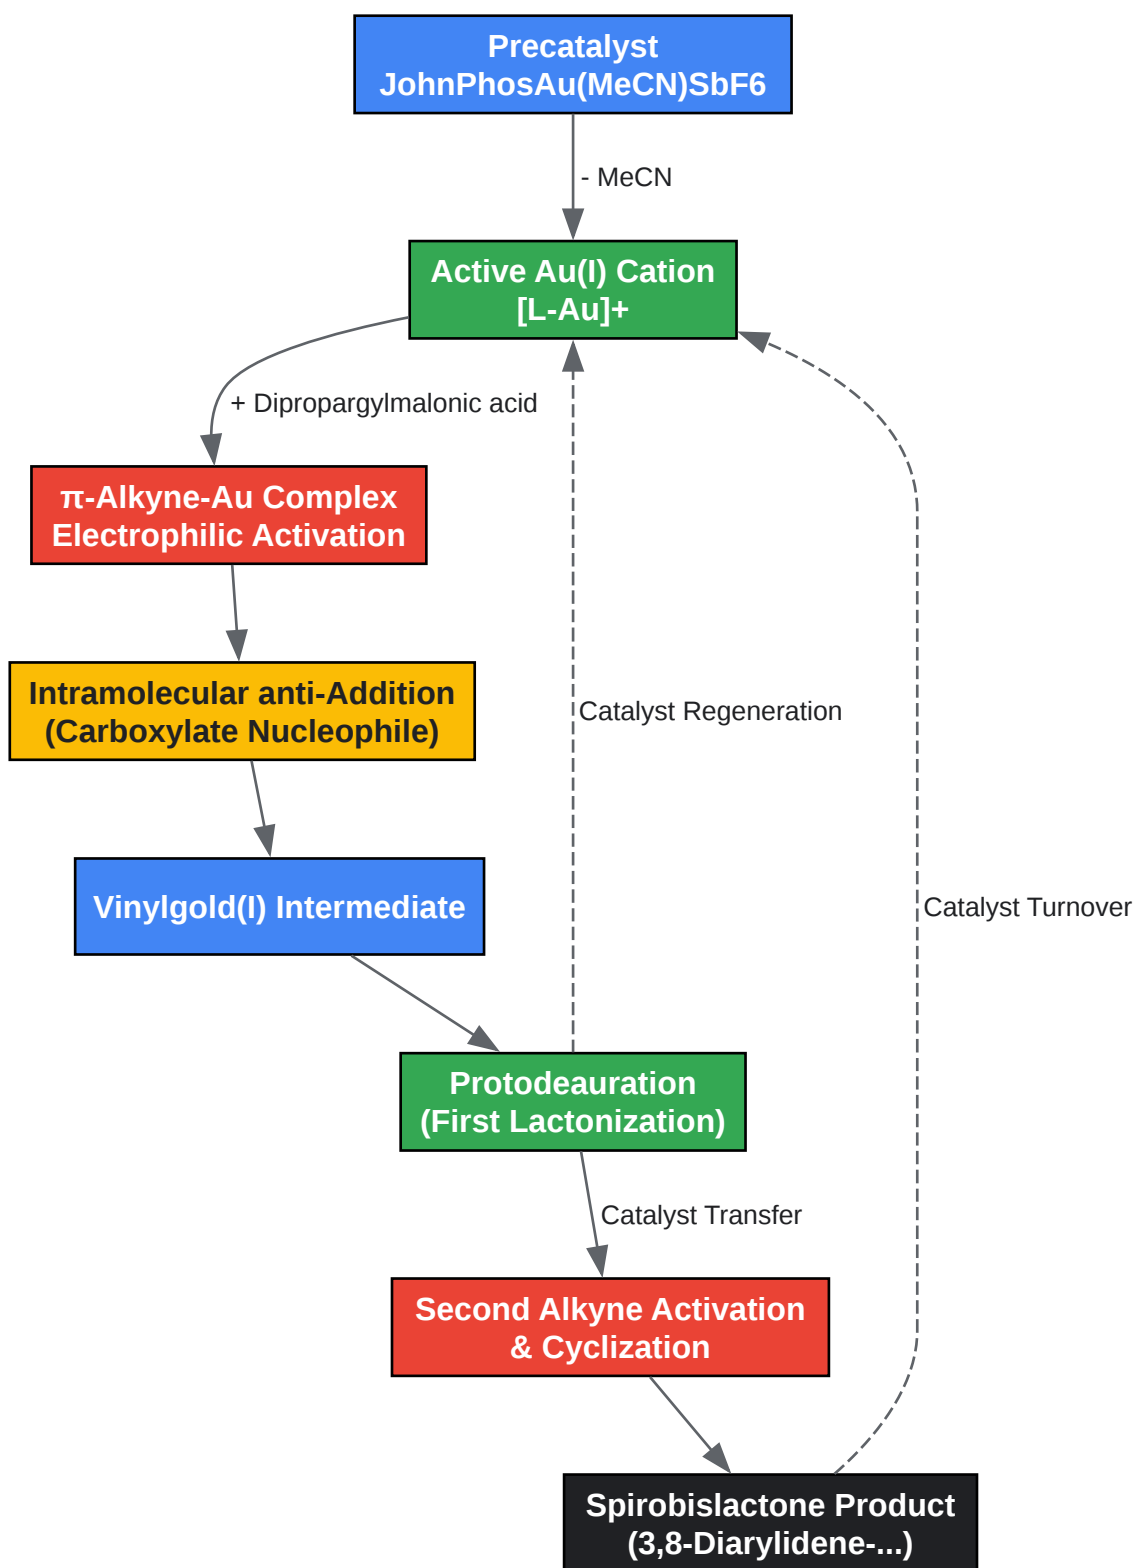 Precatalyst
JohnPhosAu(MeCN)SbF6
- MeCN
Active Au(I) Cation
[L-Au]+
+ Dipropargylmalonic acid
π-Alkyne-Au Complex
Electrophilic Activation
Intramolecular anti-Addition
(Carboxylate Nucleophile)
Catalyst Regeneration
Vinylgold(I) Intermediate
Catalyst Turnover
Protodeauration
(First Lactonization)
Catalyst Transfer
Second Alkyne Activation
& Cyclization
Spirobislactone Product
(3,8-Diarylidene-...)